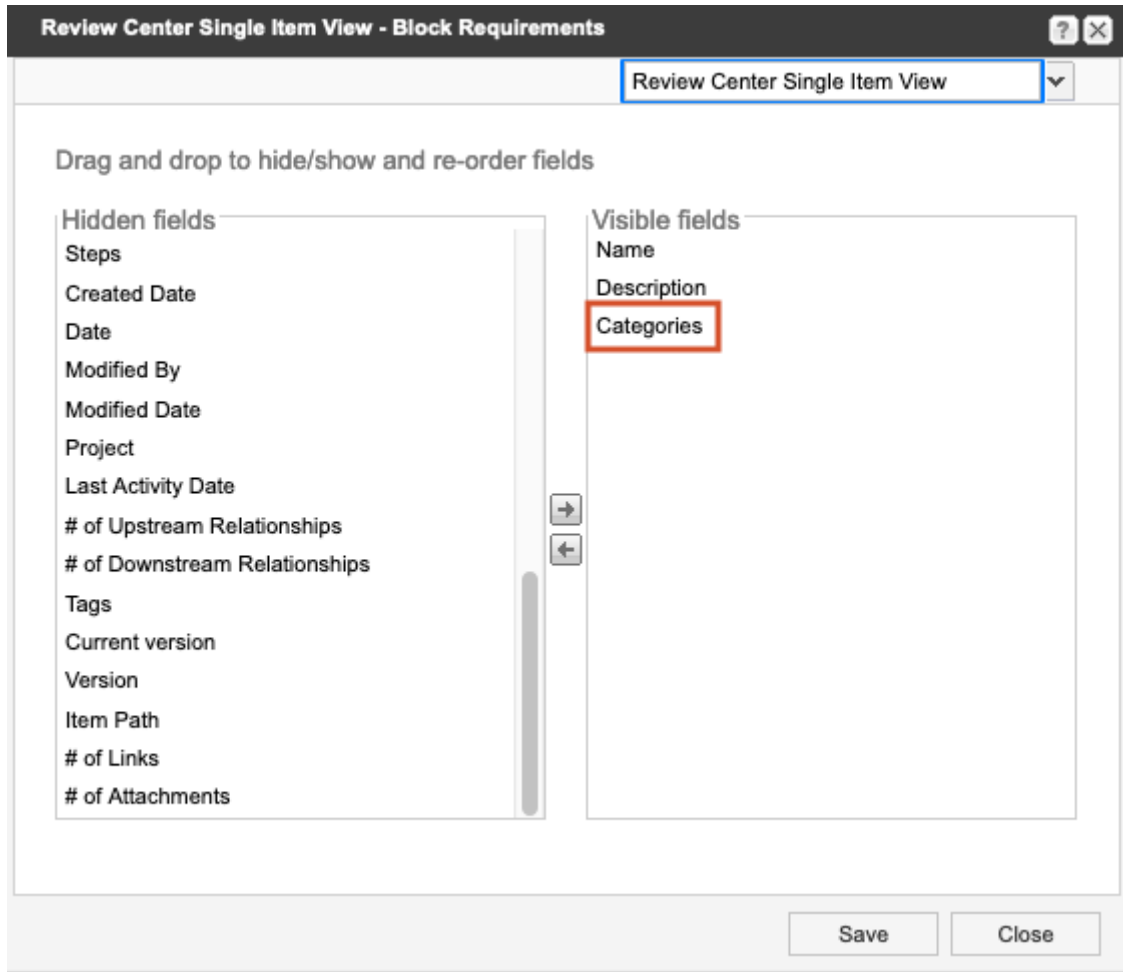 Review Center Single Item View - Block Requirements
?
Review Center Single Item View
Drag and drop to hide/show and re-order fields
Hidden fields
Steps
Created Date
Date
Modified By
Modified Date
Project
Last Activity Date
# of Upstream Relationships
# of Downstream Relationships
Tags
Current version
Version
Item Path
# of Links
# of Attachments
Visible fields
Name
Description
Categories
Save
Close